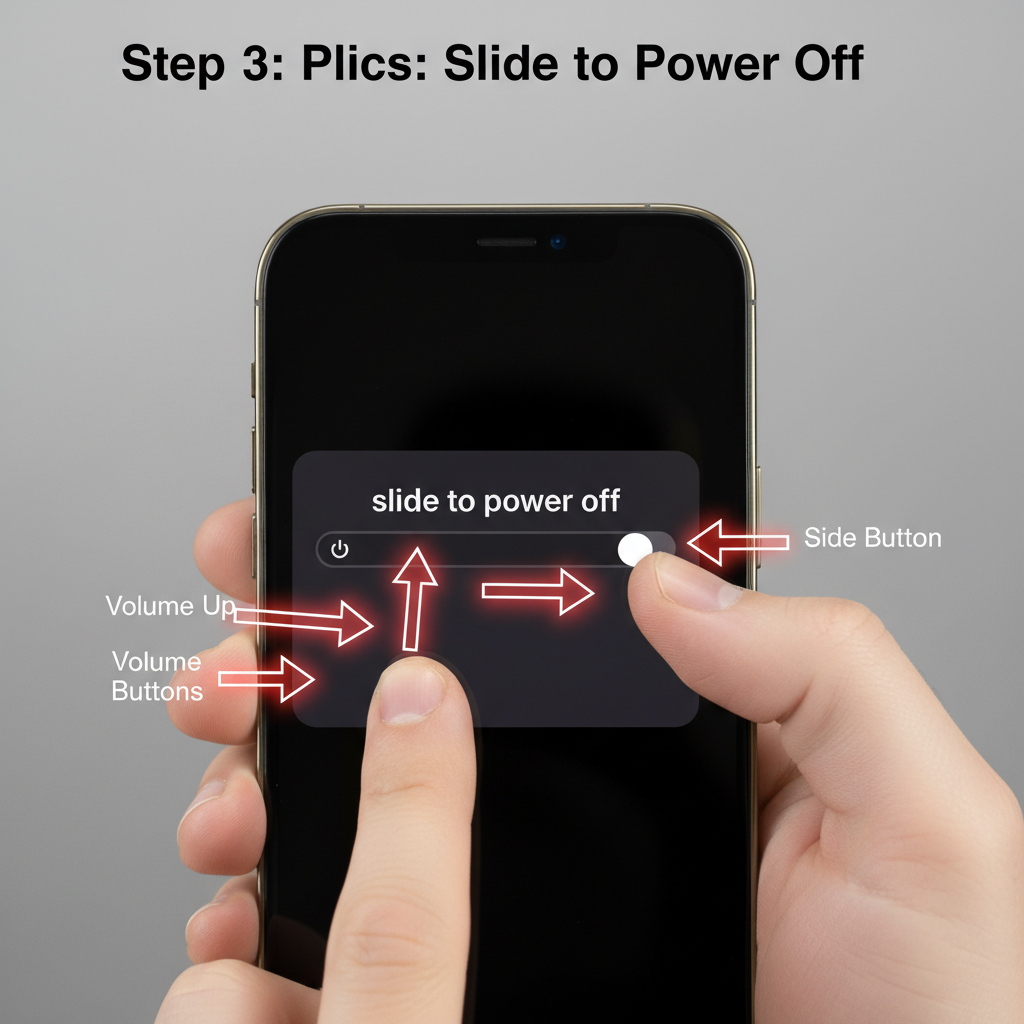 Step 3: Plics: Slide to Power Off
slide to power off
Side Button
Volume Up
Volume
Buttons